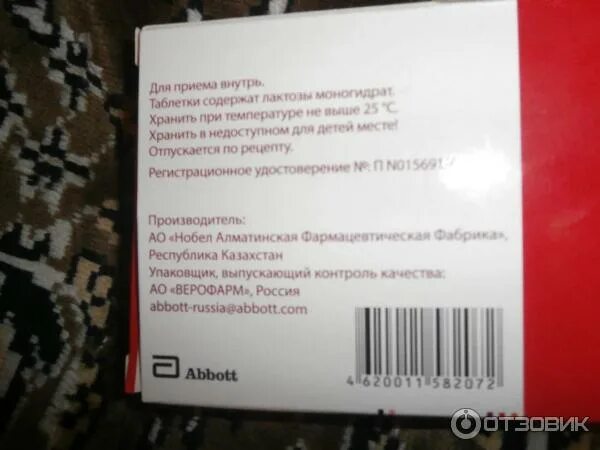 Для приема внутрь.
Таблетки содержат лактозы моногидрат.
Хранить при температуре не выше 25 °С.
Хранить в недоступном для детей месте!
Отпускается по рецепту.
Регистрационное удостоверение №: П N015691/
Производитель:
АО «Нобел Алматинская Фармацевтическая Фабрика»,
Республика Казахстан
Упаковщик, выпускающий контроль качества:
АО «ВЕРОФАРМ», Россия
abbott-russia@abbott.com
Abbott
4 620011 582072
ОТЗОВИК